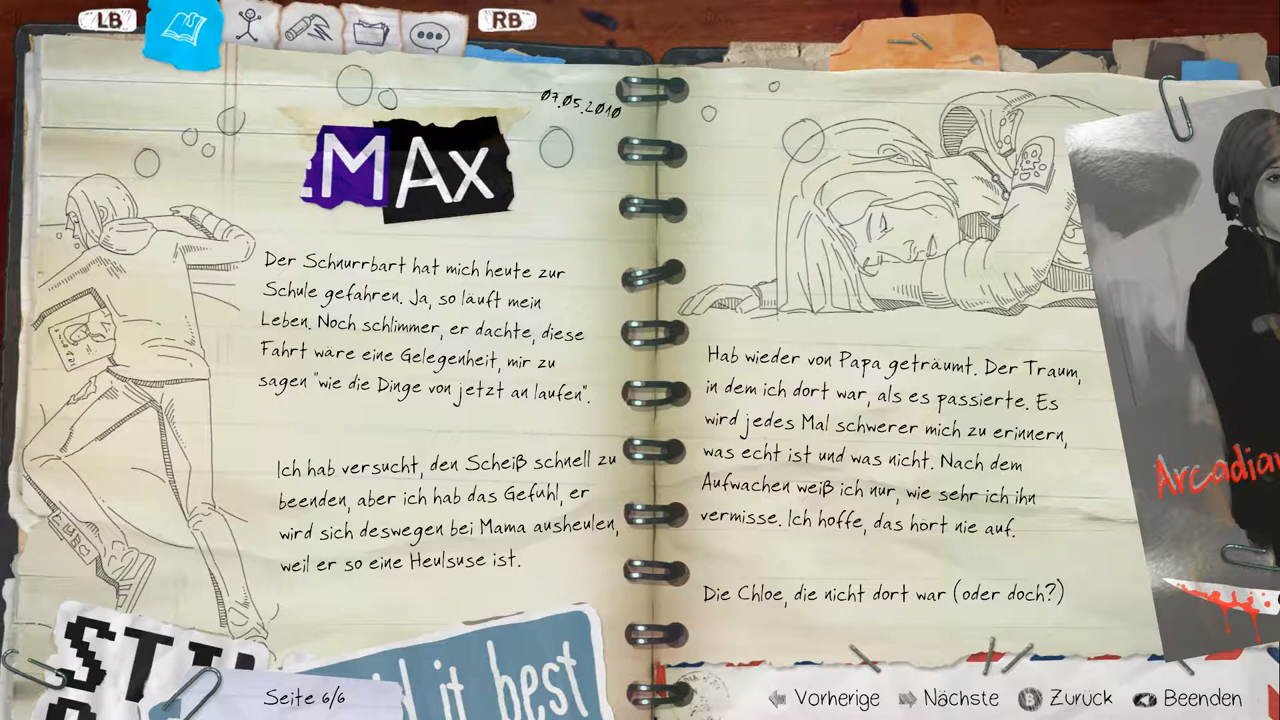 LB
RB
07.05.2010
MAx
Der Schnurrbart hat mich heute zur
Schule gefahren. Ja, so läuft mein
Leben. Noch schlimmer, er dachte, diese
Fahrt wäre eine Gelegenheit, mir zu
sagen "wie die Dinge von jetzt an laufen".
Ich hab versucht, den Scheiß schnell zu
beenden, aber ich hab das Gefühl, er
wird sich deswegen bei Mama ausheulen,
weil er so eine Heulsuse ist.
it best
Seite 6/6
Hab wieder von Papa geträumt. Der Traum,
in dem ich dort war, als es passierte. Es
wird jedes Mal schwerer mich zu erinnern,
was echt ist und was nicht. Nach dem
Aufwachen weiß ich nur, wie sehr ich ihn
vermisse. Ich hoffe, das hört nie auf.
Die Chloe, die nicht dort war (oder doch?)
Arcadia
Vorherige Nächste B Zurück Beenden